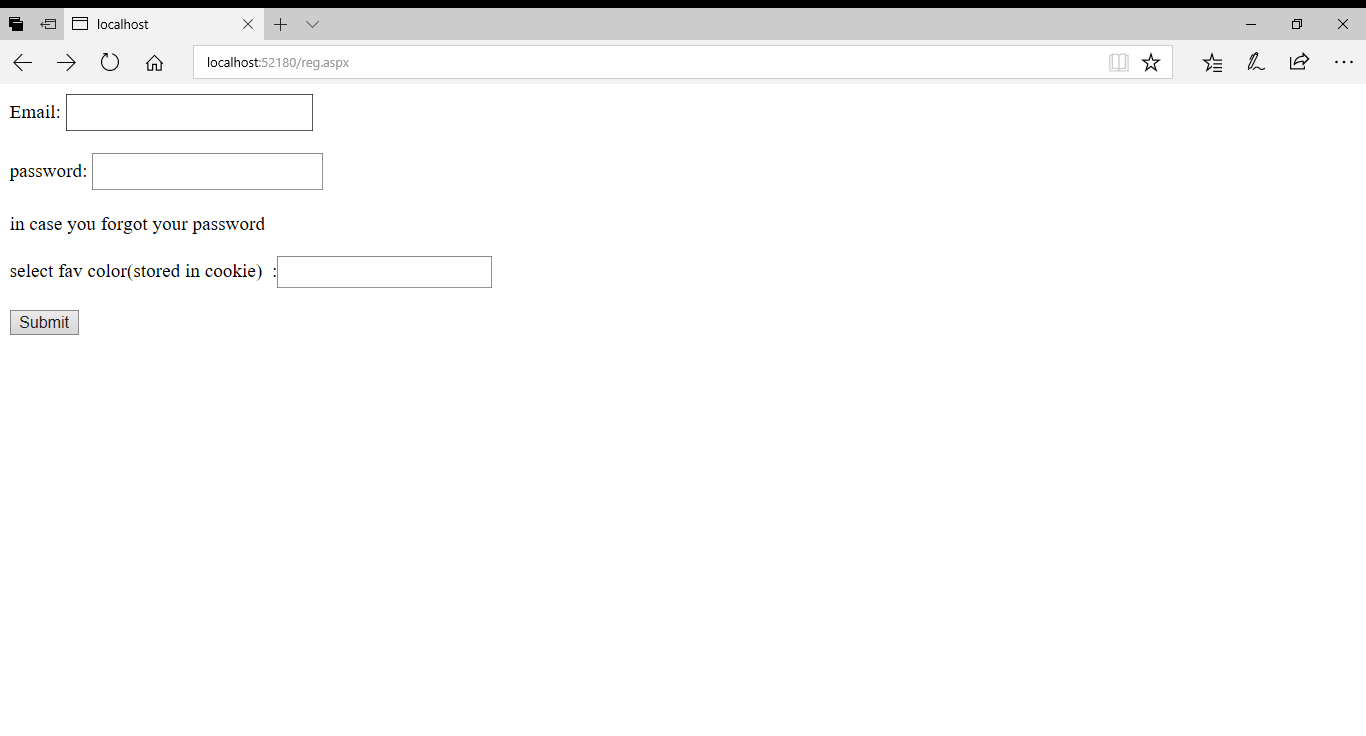 localhost
localhost:52180/reg.aspx
Email:
password:
in case you forgot your password
select fav color(stored in cookie)  :
Submit